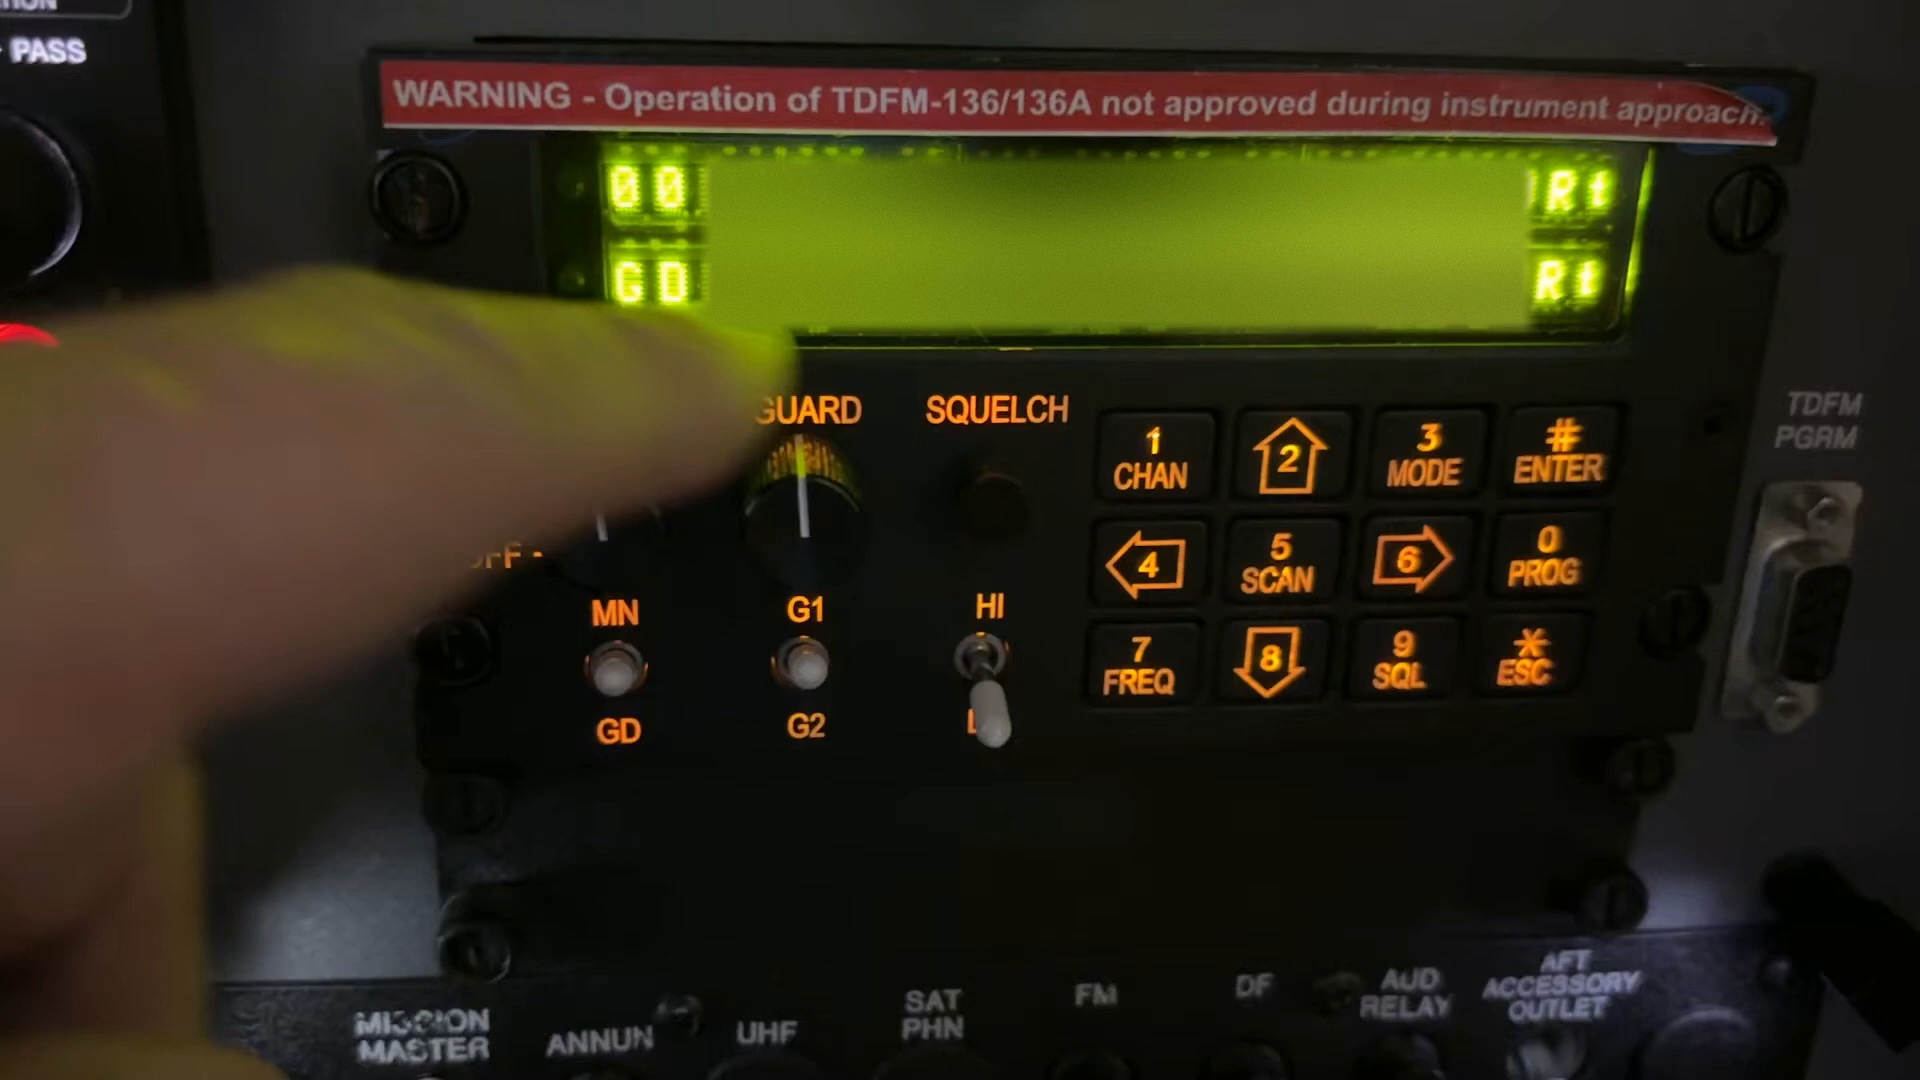 PASS
WARNING - Operation of TDFM-136/136A not approved during instrument approach.
00 Rt
GD Rt
GUARD SQUELCH
1 CHAN 2 3 MODE # ENTER
TDFM PGRM
4 5 SCAN 6 0 PROG
MN G1 HI
7 FREQ 8 9 SQL * ESC
GD G2
MISSION MASTER
ANNUN
UHF
SAT PHN
FM
DF
AUD RELAY
AFT ACCESSORY OUTLET